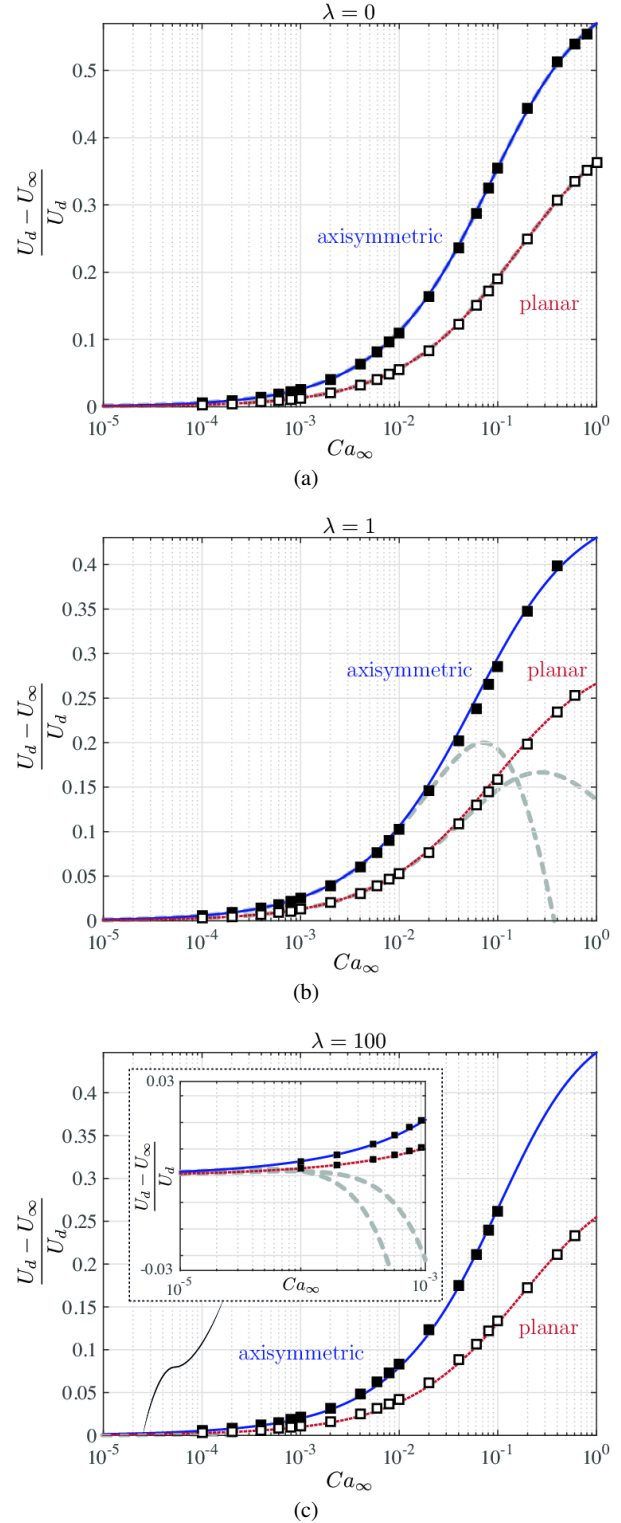 λ = 0
U_d − U_∞
U_d
0.5
0.4
0.3
0.2
0.1
0
axisymmetric
planar
10^-5 10^-4 10^-3 10^-2 10^-1 10^0
Ca_∞
(a)
λ = 1
U_d − U_∞
U_d
0.4
0.35
0.3
0.25
0.2
0.15
0.1
0.05
0
axisymmetric planar
10^-5 10^-4 10^-3 10^-2 10^-1 10^0
Ca_∞
(b)
λ = 100
U_d − U_∞
U_d
0.4
0.35
0.3
0.25
0.2
0.15
0.1
0.05
0
0.03
U_d − U_∞
U_d
-0.03
10^-5 Ca_∞ 10^-3
axisymmetric
planar
10^-5 10^-4 10^-3 10^-2 10^-1 10^0
Ca_∞
(c)